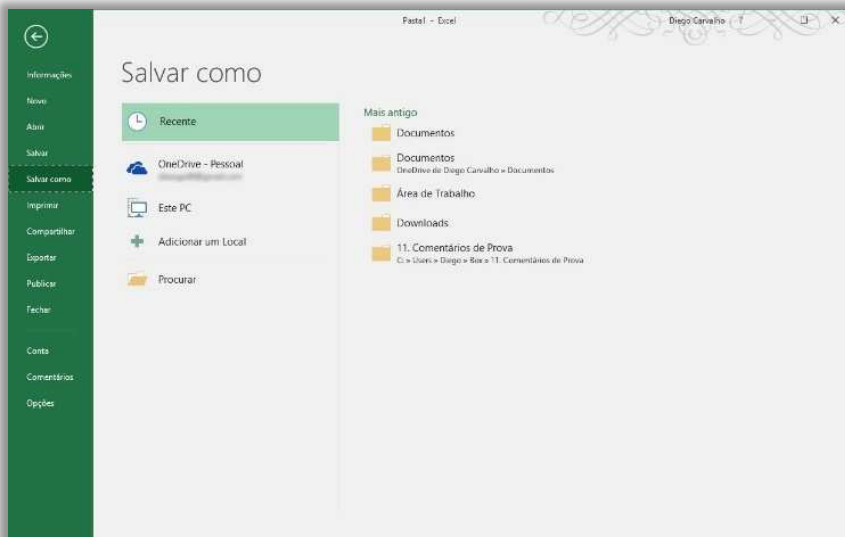 Pasta1 - Excel
Diego Carvalho
?
Informações
Novo
Abrir
Salvar
Salvar como
Imprimir
Compartilhar
Exportar
Publicar
Fechar
Conta
Comentários
Opções
Salvar como
Recente
OneDrive - Pessoal
Este PC
Adicionar um Local
Procurar
Mais antigo
Documentos
Documentos
OneDrive de Diego Carvalho » Documentos
Área de Trabalho
Downloads
11. Comentários de Prova
C: » Users » Diego » Box » 11. Comentários de Prova